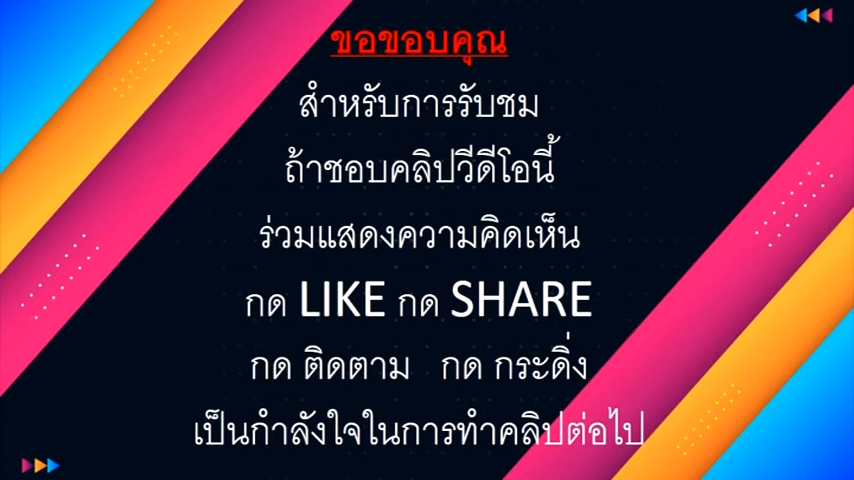 ขอขอบคุณ
สำหรับการรับชม
ถ้าชอบคลิปวีดีโอนี้
ร่วมแสดงความคิดเห็น
กด LIKE กด SHARE
กด ติดตาม กด กระดิ่ง
เป็นกำลังใจในการทำคลิปต่อไป